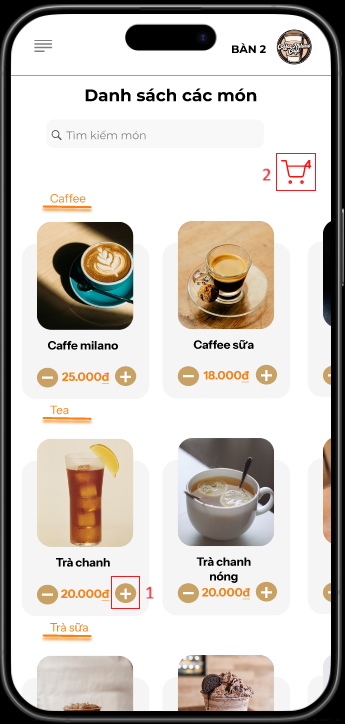 BÀN 2
Danh sách các món
Tìm kiếm món
2
4
Caffee
Caffe milano
Caffee sữa
25.000đ
18.000đ
Tea
Trà chanh
Trà chanh
nóng
20.000đ
1
20.000đ
Trà sữa